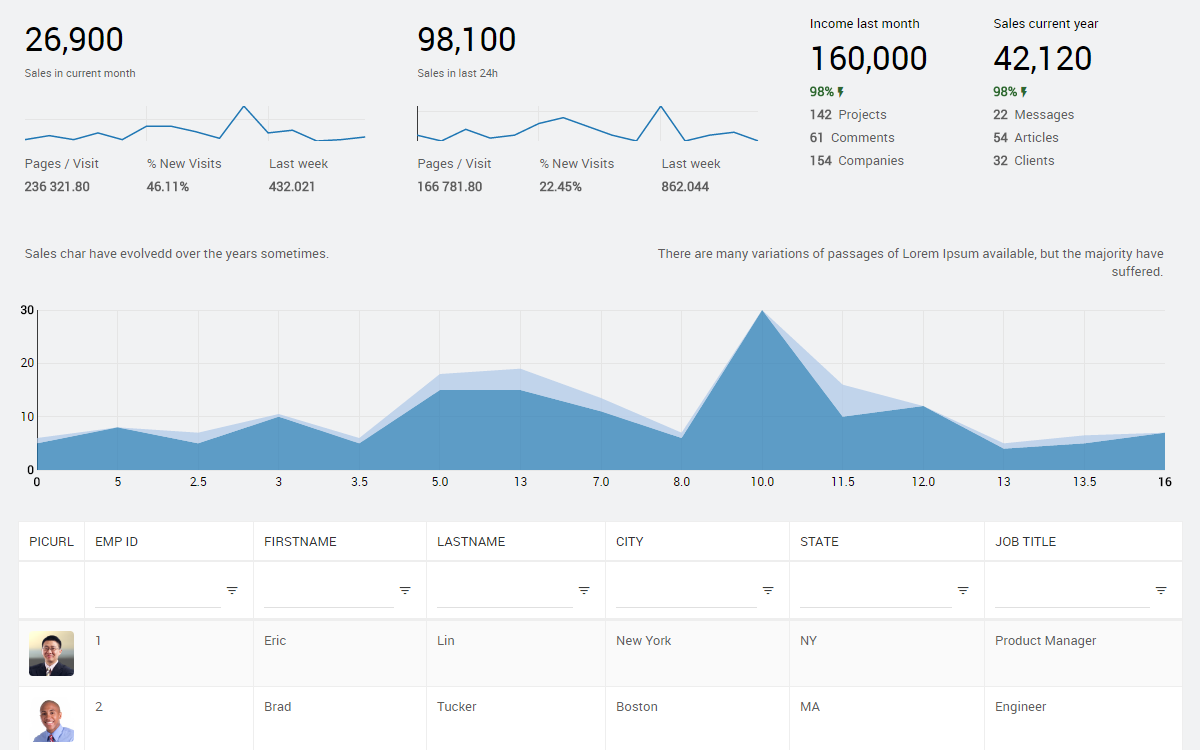 26,900
Sales in current month
Pages / Visit % New Visits Last week
236 321.80 46.11% 432.021
98,100
Sales in last 24h
Pages / Visit % New Visits Last week
166 781.80 22.45% 862.044
Income last month
160,000
98%
142 Projects
61 Comments
154 Companies
Sales current year
42,120
98%
22 Messages
54 Articles
32 Clients
Sales char have evolvedd over the years sometimes.
There are many variations of passages of Lorem Ipsum available, but the majority have
suffered.
30
20
10
0
0 5 2.5 3 3.5 5.0 13 7.0 8.0 10.0 11.5 12.0 13 13.5 16
PICURL EMP ID FIRSTNAME LASTNAME CITY STATE JOB TITLE
1 Eric Lin New York NY Product Manager
2 Brad Tucker Boston MA Engineer